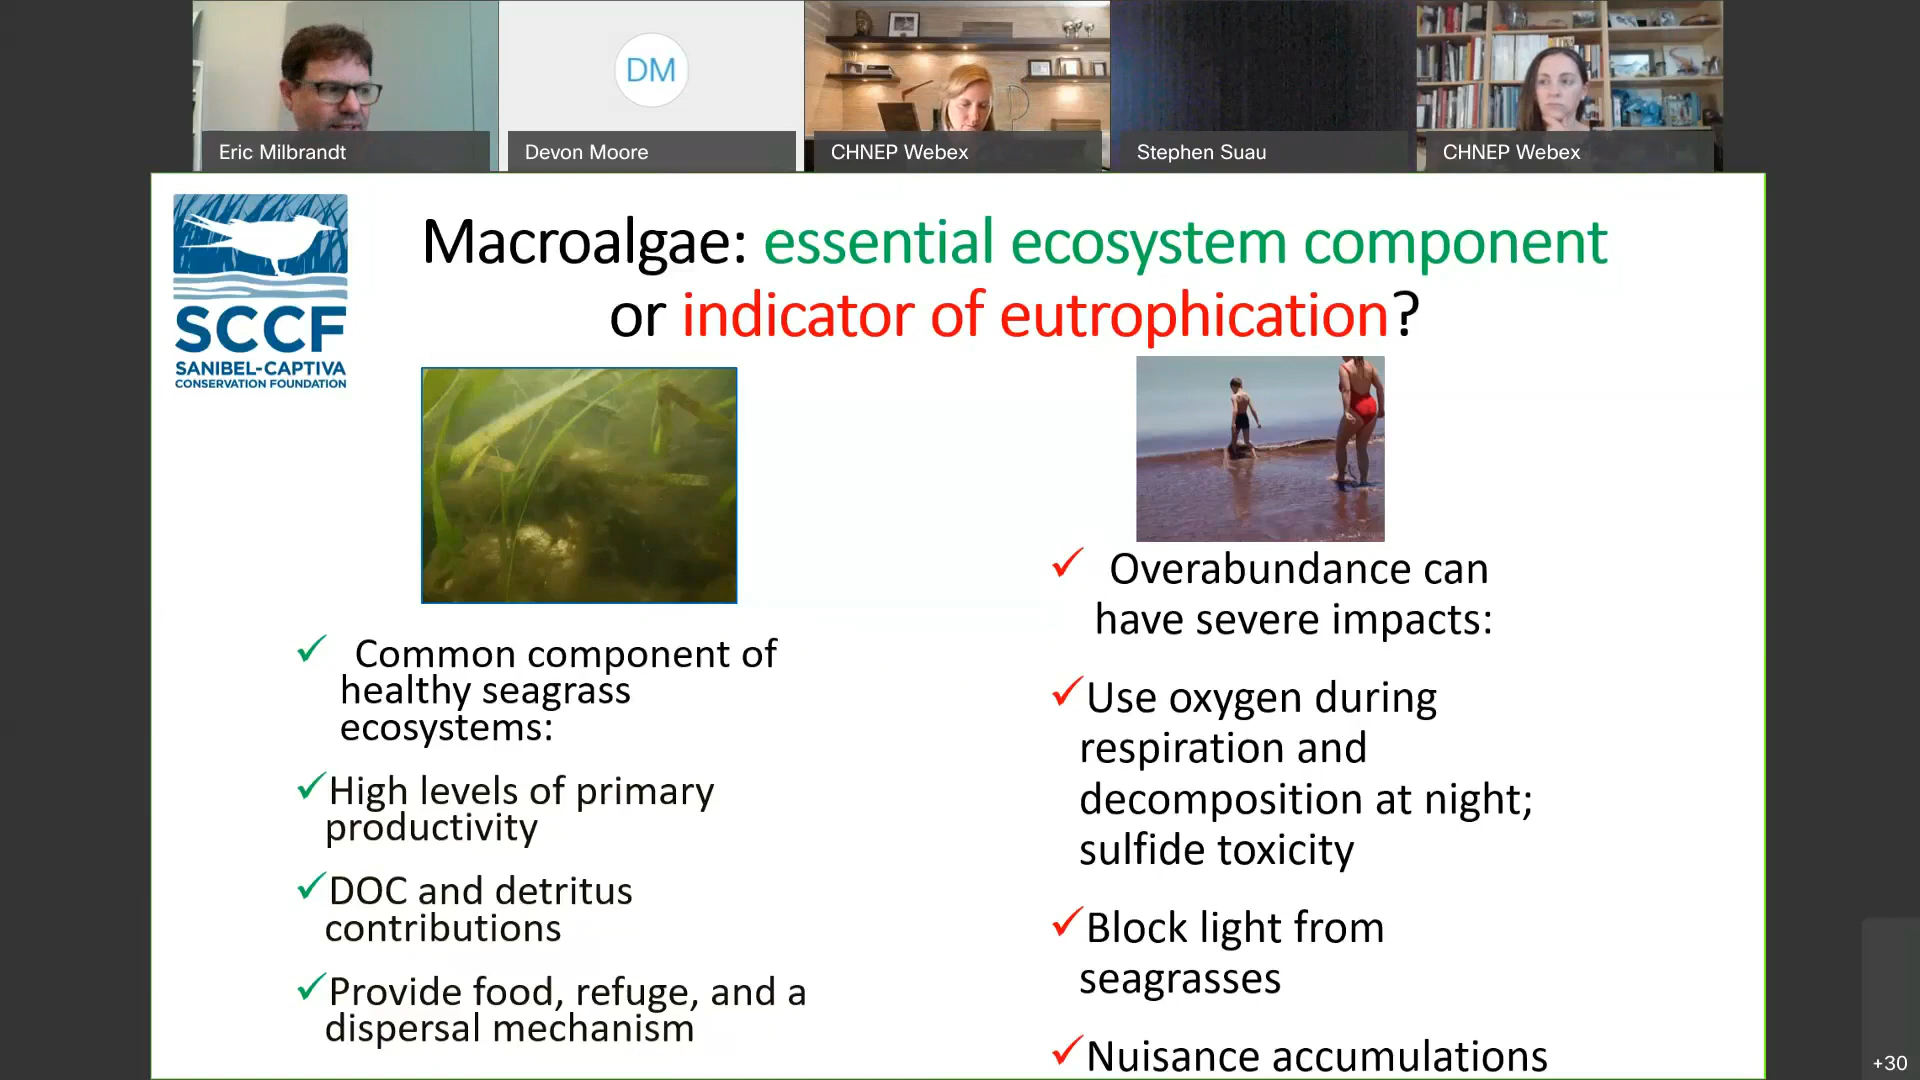 Eric Milbrandt
DM
Devon Moore
CHNEP Webex
Stephen Suau
CHNEP Webex
SCCF
SANIBEL-CAPTIVA
CONSERVATION FOUNDATION
Macroalgae: essential ecosystem component
or indicator of eutrophication?
Common component of
healthy seagrass
ecosystems:
High levels of primary
productivity
DOC and detritus
contributions
Provide food, refuge, and a
dispersal mechanism
Overabundance can
have severe impacts:
Use oxygen during
respiration and
decomposition at night;
sulfide toxicity
Block light from
seagrasses
Nuisance accumulations
+30